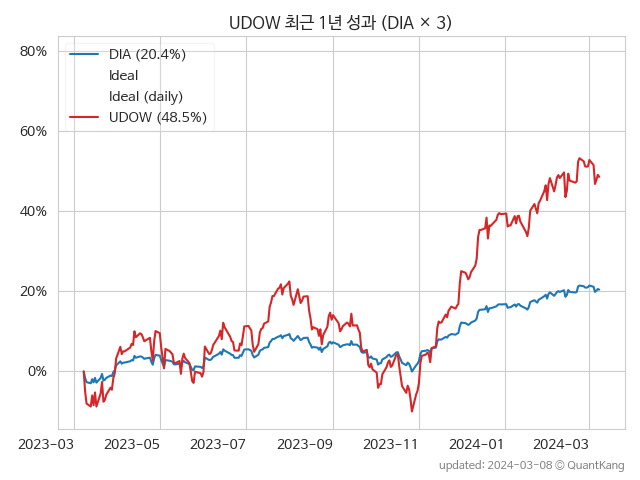 UDOW 최근 1년 성과 (DIA × 3)
80%
60%
40%
20%
0%
DIA (20.4%)
Ideal
Ideal (daily)
UDOW (48.5%)
2023-03
2023-05
2023-07
2023-09
2023-11
2024-01
2024-03
updated: 2024-03-08 © QuantKang